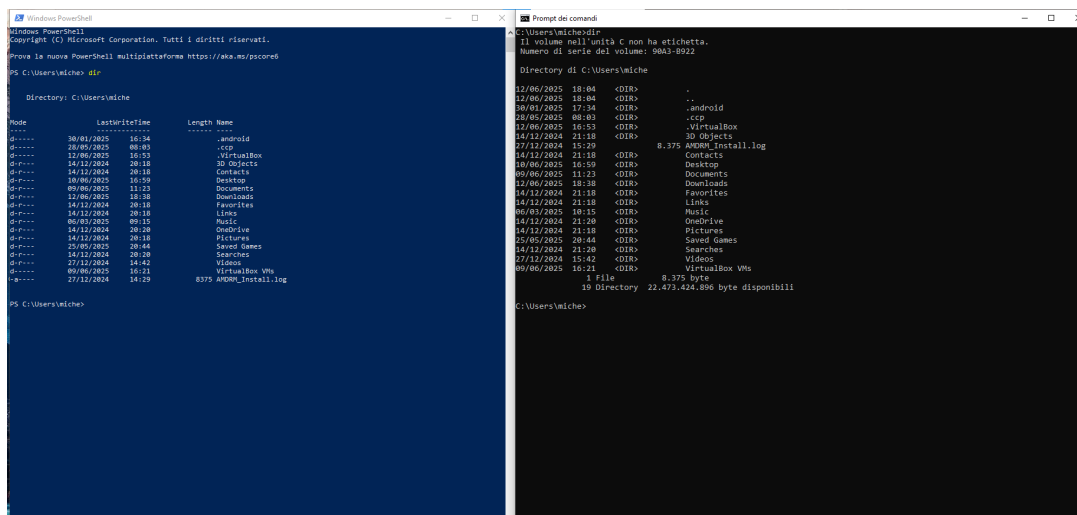 Windows PowerShell
Windows PowerShell
Copyright (C) Microsoft Corporation. Tutti i diritti riservati.
Prova la nuova PowerShell multipiattaforma https://aka.ms/pscore6
PS C:\Users\miche> dir
Directory: C:\Users\miche
Mode LastWriteTime Length Name
---- ------------- ------ ----
d----- 30/01/2025 16:34 .android
d----- 28/05/2025 08:03 .ccp
d----- 12/06/2025 16:53 .VirtualBox
d-r--- 14/12/2024 20:18 3D Objects
d-r--- 14/12/2024 20:18 Contacts
d-r--- 10/06/2025 16:59 Desktop
d-r--- 09/06/2025 11:23 Documents
d-r--- 12/06/2025 18:38 Downloads
d-r--- 14/12/2024 20:18 Favorites
d-r--- 14/12/2024 20:18 Links
d-r--- 06/03/2025 09:15 Music
d-r--- 14/12/2024 20:20 OneDrive
d-r--- 14/12/2024 20:18 Pictures
d-r--- 25/05/2025 20:44 Saved Games
d-r--- 14/12/2024 20:20 Searches
d-r--- 27/12/2024 14:42 Videos
d----- 09/06/2025 16:21 VirtualBox VMs
-a---- 27/12/2024 14:29 8375 AMDRM_Install.log
PS C:\Users\miche>
Prompt dei comandi
C:\Users\miche>dir
Il volume nell'unità C non ha etichetta.
Numero di serie del volume: 90A3-B922
Directory di C:\Users\miche
12/06/2025 18:04 <DIR> .
12/06/2025 18:04 <DIR> ..
30/01/2025 17:34 <DIR> .android
28/05/2025 08:03 <DIR> .ccp
12/06/2025 16:53 <DIR> .VirtualBox
14/12/2024 21:18 <DIR> 3D Objects
27/12/2024 15:29 8.375 AMDRM_Install.log
14/12/2024 21:18 <DIR> Contacts
10/06/2025 16:59 <DIR> Desktop
09/06/2025 11:23 <DIR> Documents
12/06/2025 18:38 <DIR> Downloads
14/12/2024 21:18 <DIR> Favorites
14/12/2024 21:18 <DIR> Links
06/03/2025 10:15 <DIR> Music
14/12/2024 21:20 <DIR> OneDrive
14/12/2024 21:18 <DIR> Pictures
25/05/2025 20:44 <DIR> Saved Games
14/12/2024 21:20 <DIR> Searches
27/12/2024 15:42 <DIR> Videos
09/06/2025 16:21 <DIR> VirtualBox VMs
1 File 8.375 byte
19 Directory 22.473.424.896 byte disponibili
C:\Users\miche>